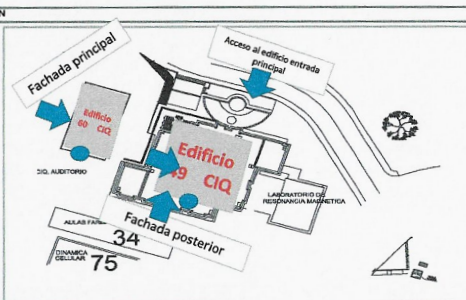 N
Fachada principal
Acceso al edificio entrada
principal
Edificio
60 CIQ
CIQ, AUDITORIO
Edificio
49 CIQ
LABORATORIO DE
RESONANCIA MAGNETICA
AULAS FAR
34
Fachada posterior
DINAMICA
CELULAR 75